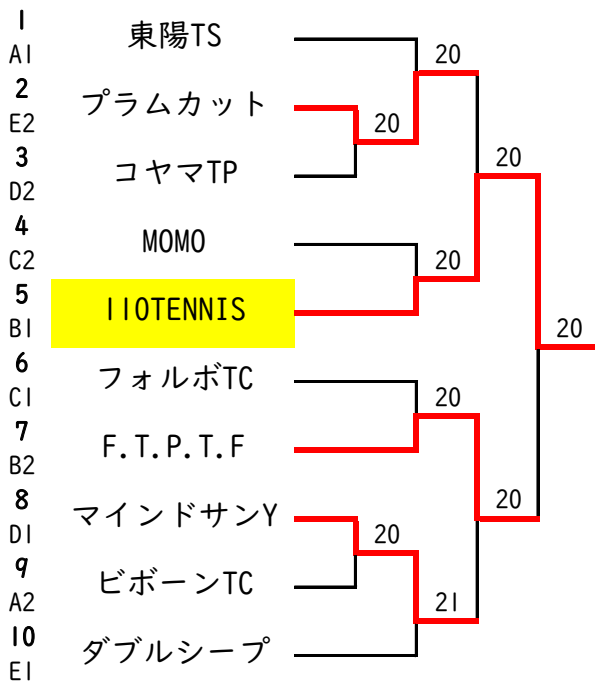 1
A1
東陽TS
2
E2
プラムカット
3
D2
コヤマTP
4
C2
MOMO
5
B1
110TENNIS
6
C1
フォルボTC
7
B2
F.T.P.T.F
8
D1
マインドサンY
9
A2
ビボーンTC
10
E1
ダブルシープ
20
20
20
20
20
20
20
20
21